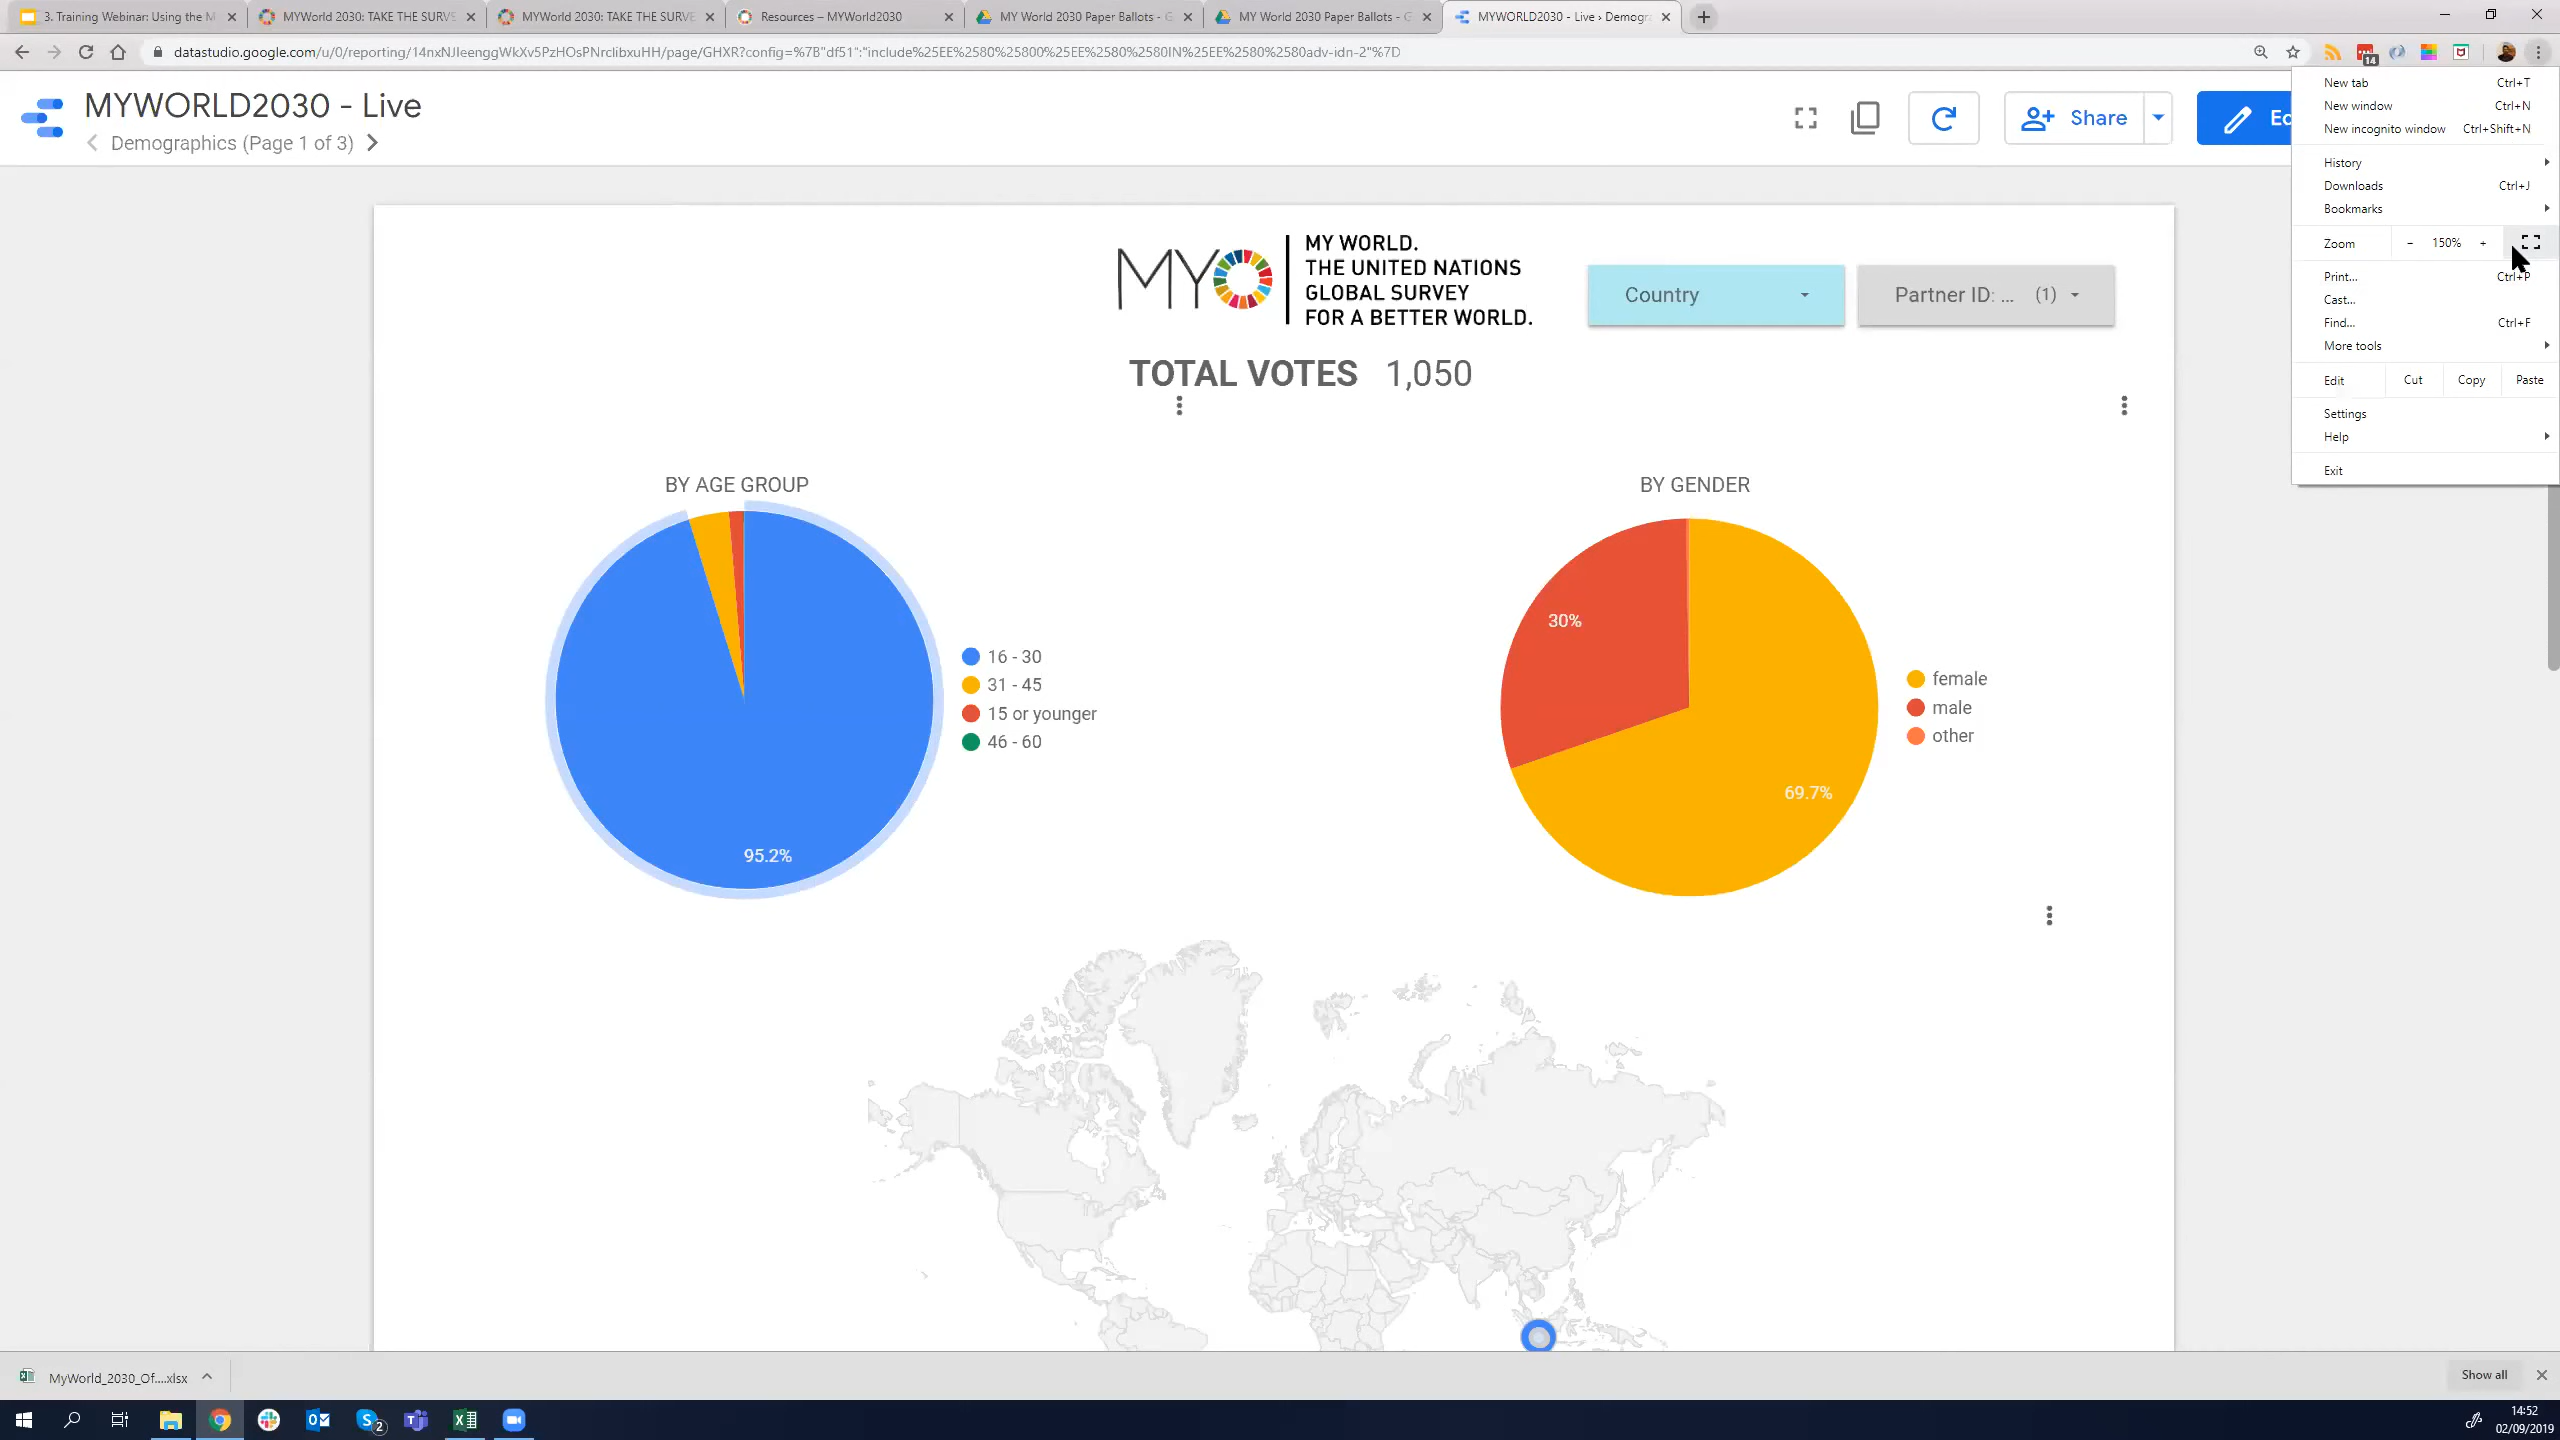 3. Training Webinar: Using the M
MYWorld 2030: TAKE THE SURVE
MYWorld 2030: TAKE THE SURVE
Resources – MYWorld2030
MY World 2030 Paper Ballots - G
MY World 2030 Paper Ballots - G
MYWORLD2030 - Live › Demogra
datastudio.google.com/u/0/reporting/14nxNJIeenggWkXv5PzHOsPNrcIibxuHH/page/GHXR?config=%7B"df51":"include%25EE%2580%25800%25EE%2580%2580IN%25EE%2580%2580adv-idn-2"%7D
14
MYWORLD2030 - Live
Demographics (Page 1 of 3)
Share
Ed
New tab Ctrl+T
New window Ctrl+N
New incognito window Ctrl+Shift+N
History
Downloads Ctrl+J
Bookmarks
Zoom − 150% +
Print... Ctrl+P
Cast...
Find... Ctrl+F
More tools
Edit Cut Copy Paste
Settings
Help
Exit
MY
MY WORLD.
THE UNITED NATIONS
GLOBAL SURVEY
FOR A BETTER WORLD.
Country
Partner ID: ... (1)
TOTAL VOTES 1,050
BY AGE GROUP
95.2%
16 - 30
31 - 45
15 or younger
46 - 60
BY GENDER
30%
69.7%
female
male
other
MyWorld_2030_Of....xlsx
Show all
2
14:52
02/09/2019